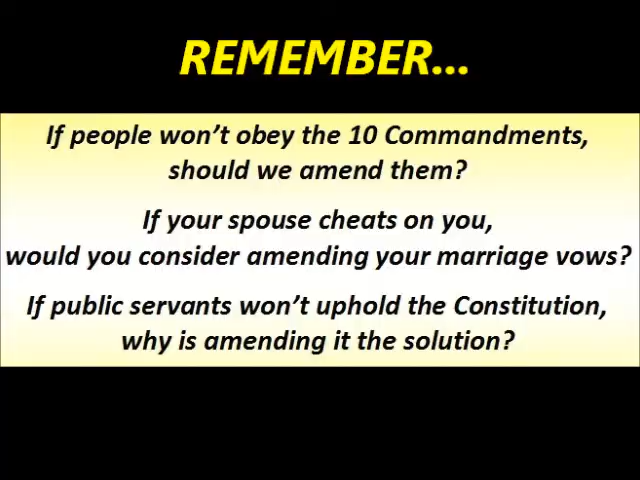 REMEMBER...
If people won't obey the 10 Commandments,
should we amend them?
If your spouse cheats on you,
would you consider amending your marriage vows?
If public servants won't uphold the Constitution,
why is amending it the solution?